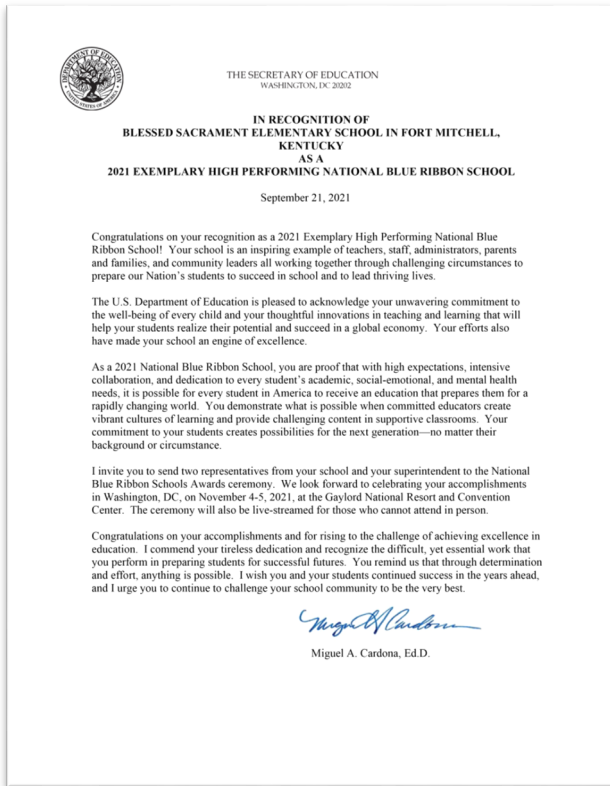 DEPARTMENT OF EDUCATION
UNITED STATES OF AMERICA
THE SECRETARY OF EDUCATION
WASHINGTON, DC 20202
IN RECOGNITION OF
BLESSED SACRAMENT ELEMENTARY SCHOOL IN FORT MITCHELL,
KENTUCKY
AS A
2021 EXEMPLARY HIGH PERFORMING NATIONAL BLUE RIBBON SCHOOL
September 21, 2021
Congratulations on your recognition as a 2021 Exemplary High Performing National Blue
Ribbon School! Your school is an inspiring example of teachers, staff, administrators, parents
and families, and community leaders all working together through challenging circumstances to
prepare our Nation's students to succeed in school and to lead thriving lives.
The U.S. Department of Education is pleased to acknowledge your unwavering commitment to
the well-being of every child and your thoughtful innovations in teaching and learning that will
help your students realize their potential and succeed in a global economy. Your efforts also
have made your school an engine of excellence.
As a 2021 National Blue Ribbon School, you are proof that with high expectations, intensive
collaboration, and dedication to every student's academic, social-emotional, and mental health
needs, it is possible for every student in America to receive an education that prepares them for a
rapidly changing world. You demonstrate what is possible when committed educators create
vibrant cultures of learning and provide challenging content in supportive classrooms. Your
commitment to your students creates possibilities for the next generation—no matter their
background or circumstance.
I invite you to send two representatives from your school and your superintendent to the National
Blue Ribbon Schools Awards ceremony. We look forward to celebrating your accomplishments
in Washington, DC, on November 4-5, 2021, at the Gaylord National Resort and Convention
Center. The ceremony will also be live-streamed for those who cannot attend in person.
Congratulations on your accomplishments and for rising to the challenge of achieving excellence in
education. I commend your tireless dedication and recognize the difficult, yet essential work that
you perform in preparing students for successful futures. You remind us that through determination
and effort, anything is possible. I wish you and your students continued success in the years ahead,
and I urge you to continue to challenge your school community to be the very best.
Miguel A. Cardona
Miguel A. Cardona, Ed.D.